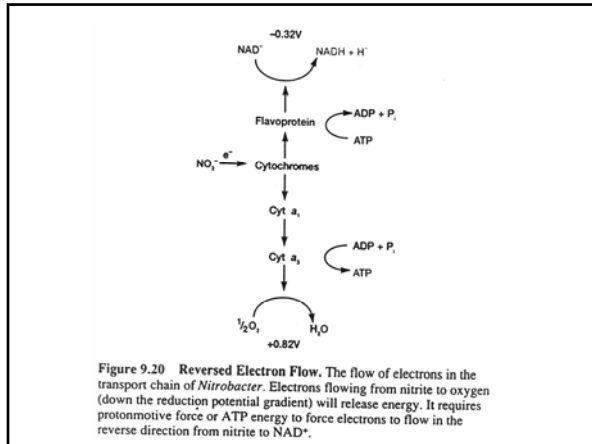 −0.32V
NAD⁺ NADH + H⁺
Flavoprotein
ADP + Pᵢ
ATP
NO₂⁻ e⁻ Cytochromes
Cyt a₁
Cyt a₃
ADP + Pᵢ
ATP
½O₂ H₂O
+0.82V
Figure 9.20 Reversed Electron Flow. The flow of electrons in the
transport chain of Nitrobacter. Electrons flowing from nitrite to oxygen
(down the reduction potential gradient) will release energy. It requires
protonmotive force or ATP energy to force electrons to flow in the
reverse direction from nitrite to NAD⁺.